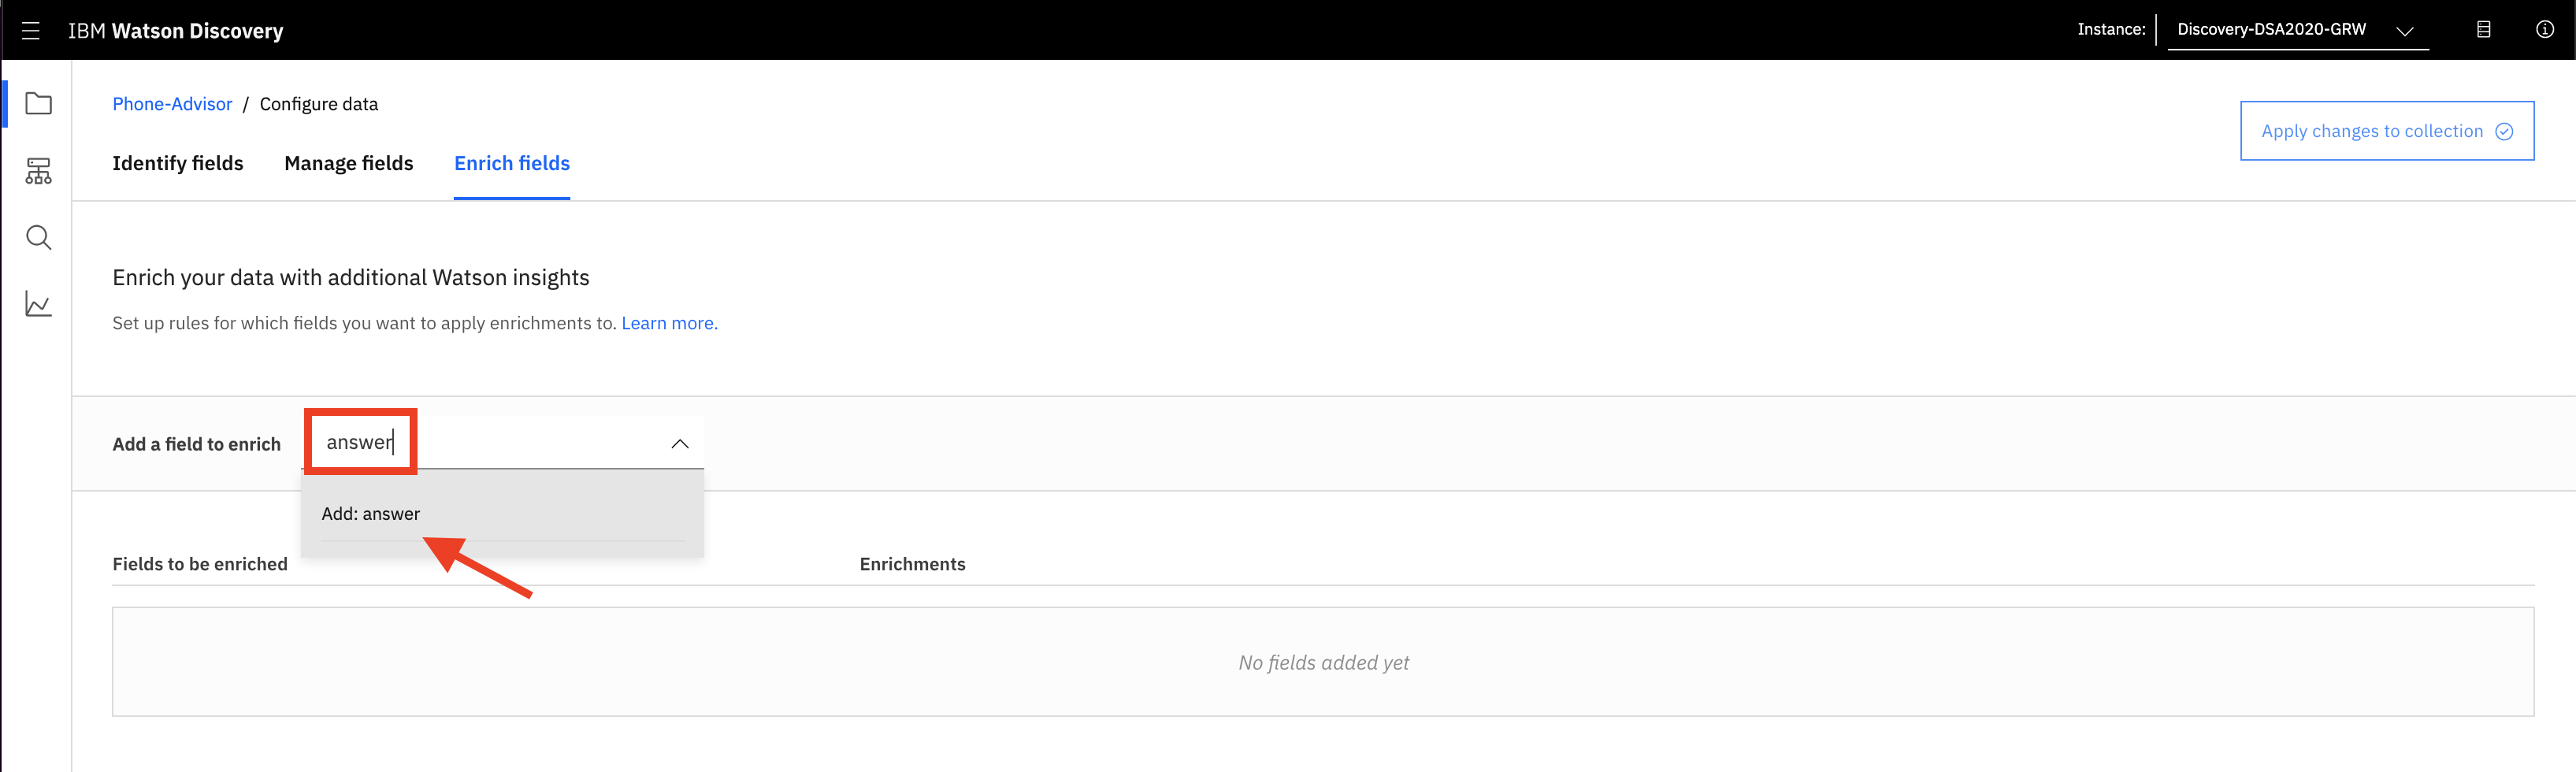 IBM Watson Discovery
Instance: Discovery-DSA2020-GRW
Phone-Advisor / Configure data
Apply changes to collection
Identify fields Manage fields Enrich fields
Enrich your data with additional Watson insights
Set up rules for which fields you want to apply enrichments to. Learn more.
Add a field to enrich answer
Add: answer
Fields to be enriched Enrichments
No fields added yet